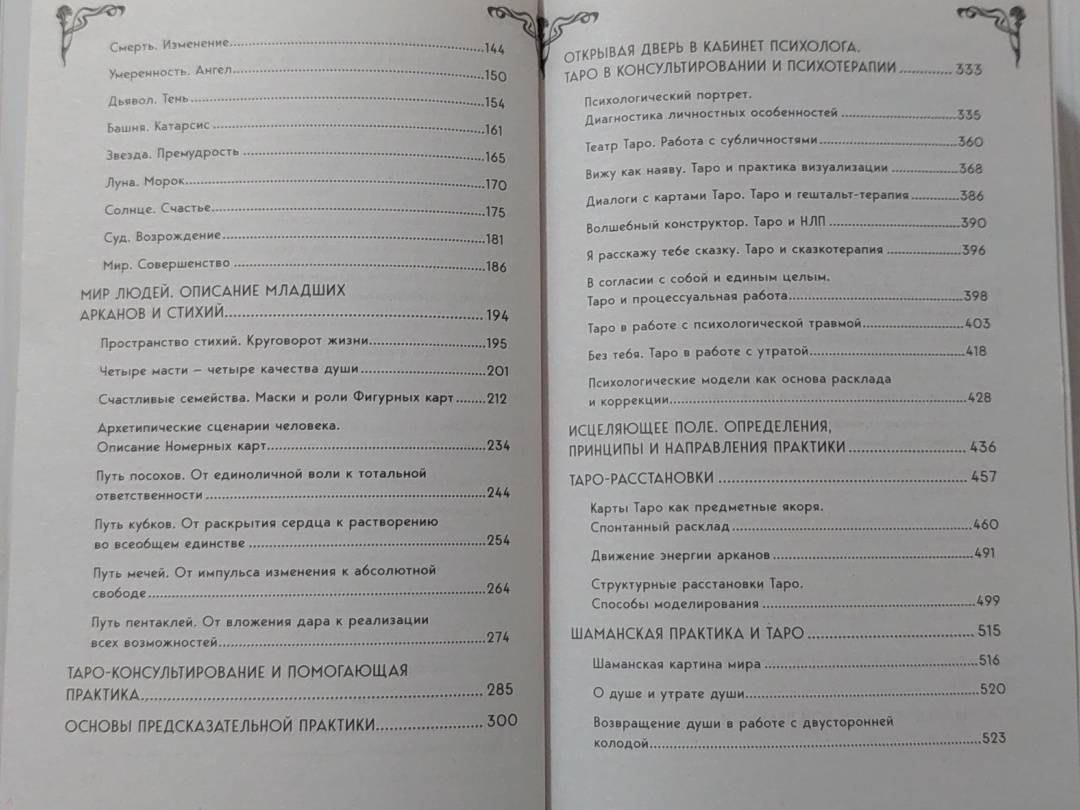 Смерть. Изменение 144
Умеренность. Ангел 150
Дьявол. Тень 154
Башня. Катарсис 161
Звезда. Премудрость 165
Луна. Морок 170
Солнце. Счастье 175
Суд. Возрождение 181
Мир. Совершенство 186
МИР ЛЮДЕЙ. ОПИСАНИЕ МЛАДШИХ
АРКАНОВ И СТИХИЙ 194
Пространство стихий. Круговорот жизни 195
Четыре масти – четыре качества души 201
Счастливые семейства. Маски и роли Фигурных карт 212
Архетипические сценарии человека.
Описание Номерных карт 234
Путь посохов. От единоличной воли к тотальной
ответственности 244
Путь кубков. От раскрытия сердца к растворению
во всеобщем единстве 254
Путь мечей. От импульса изменения к абсолютной
свободе 264
Путь пентаклей. От вложения дара к реализации
всех возможностей 274
ТАРО-КОНСУЛЬТИРОВАНИЕ И ПОМОГАЮЩАЯ
ПРАКТИКА 285
ОСНОВЫ ПРЕДСКАЗАТЕЛЬНОЙ ПРАКТИКИ 300
ОТКРЫВАЯ ДВЕРЬ В КАБИНЕТ ПСИХОЛОГА.
ТАРО В КОНСУЛЬТИРОВАНИИ И ПСИХОТЕРАПИИ 333
Психологический портрет.
Диагностика личностных особенностей 335
Театр Таро. Работа с субличностями 360
Вижу как наяву. Таро и практика визуализации 368
Диалоги с картами Таро. Таро и гештальт-терапия 386
Волшебный конструктор. Таро и НЛП 390
Я расскажу тебе сказку. Таро и сказкотерапия 396
В согласии с собой и единым целым.
Таро и процессуальная работа 398
Таро в работе с психологической травмой 403
Без тебя. Таро в работе с утратой 418
Психологические модели как основа расклада
и коррекции 428
ИСЦЕЛЯЮЩЕЕ ПОЛЕ. ОПРЕДЕЛЕНИЯ,
ПРИНЦИПЫ И НАПРАВЛЕНИЯ ПРАКТИКИ 436
ТАРО-РАССТАНОВКИ 457
Карты Таро как предметные якоря.
Спонтанный расклад 460
Движение энергии арканов 491
Структурные расстановки Таро.
Способы моделирования 499
ШАМАНСКАЯ ПРАКТИКА И ТАРО 515
Шаманская картина мира 516
О душе и утрате души 520
Возвращение души в работе с двусторонней
колодой 523